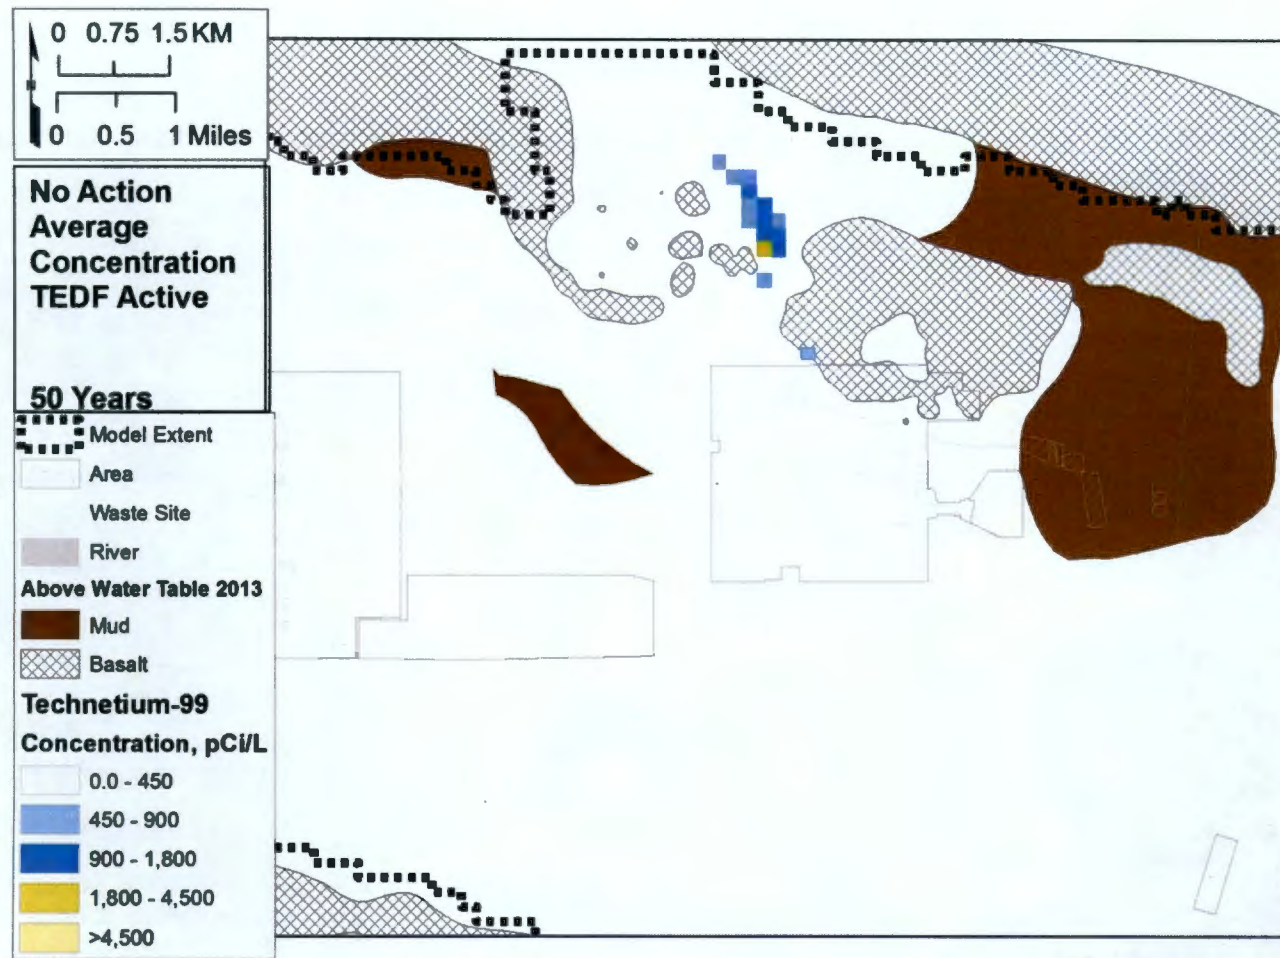 0 0.75 1.5 KM
0 0.5 1 Miles
No Action
Average
Concentration
TEDF Active
50 Years
Model Extent
Area
Waste Site
River
Above Water Table 2013
Mud
Basalt
Technetium-99
Concentration, pCi/L
0.0 - 450
450 - 900
900 - 1,800
1,800 - 4,500
>4,500